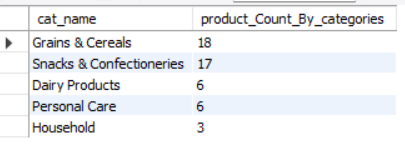 cat_name product_Count_By_categories
Grains & Cereals 18
Snacks & Confectioneries 17
Dairy Products 6
Personal Care 6
Household 3